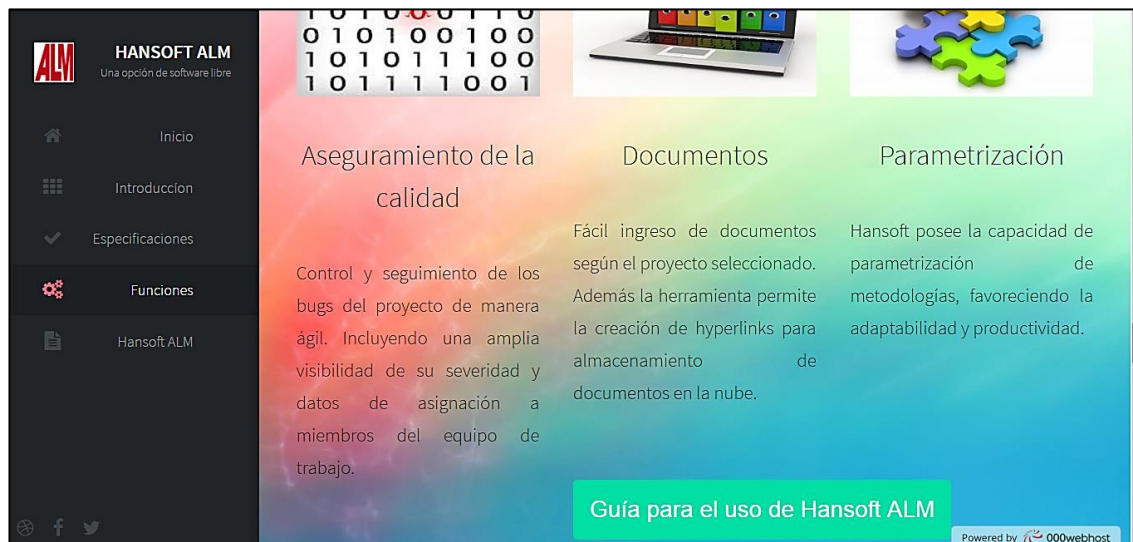 ALM
HANSOFT ALM
Una opción de software libre
Inicio
Introduccion
Especificaciones
Funciones
Hansoft ALM
0 1 0 1 0 0 1 0 0
1 0 1 0 1 1 1 0 0
1 0 1 1 1 1 0 0 1
Aseguramiento de la
calidad
Control y seguimiento de los
bugs del proyecto de manera
ágil. Incluyendo una amplia
visibilidad de su severidad y
datos de asignación a
miembros del equipo de
trabajo.
Documentos
Fácil ingreso de documentos
según el proyecto seleccionado.
Además la herramienta permite
la creación de hyperlinks para
almacenamiento de
documentos en la nube.
Parametrización
Hansoft posee la capacidad de
parametrización de
metodologías, favoreciendo la
adaptabilidad y productividad.
Guía para el uso de Hansoft ALM
Powered by 000webhost